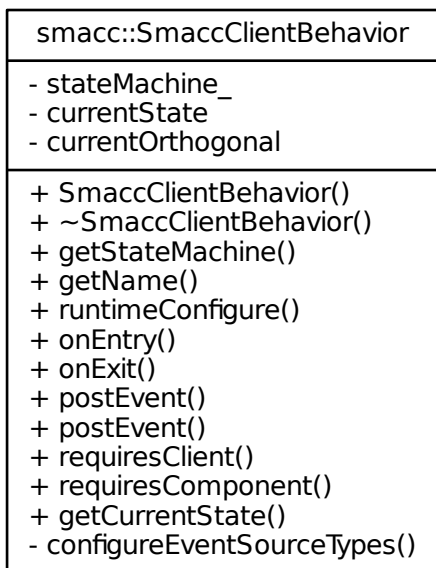 smacc::SmaccClientBehavior
- stateMachine_
- currentState
- currentOrthogonal
+ SmaccClientBehavior()
+ ~SmaccClientBehavior()
+ getStateMachine()
+ getName()
+ runtimeConfigure()
+ onEntry()
+ onExit()
+ postEvent()
+ postEvent()
+ requiresClient()
+ requiresComponent()
+ getCurrentState()
- configureEventSourceTypes()